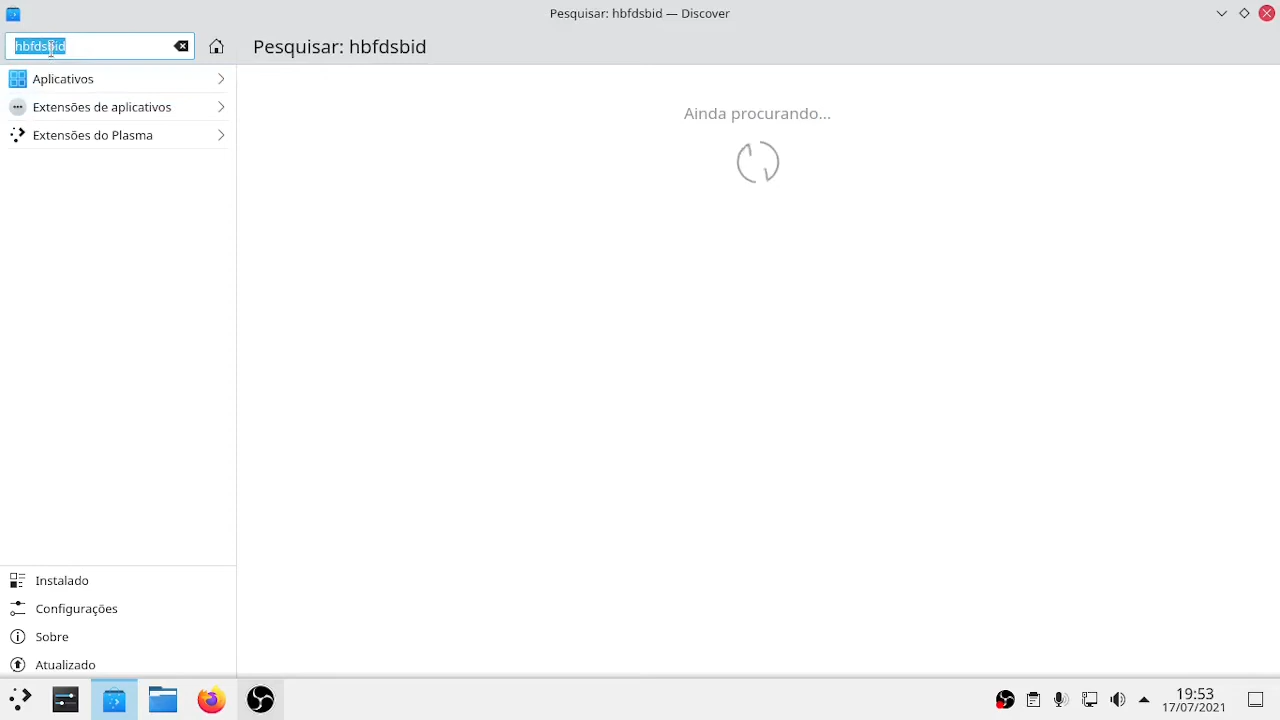 Pesquisar: hbfdsbid — Discover
hbfdsbid
Pesquisar: hbfdsbid
Aplicativos
Extensões de aplicativos
Extensões do Plasma
Ainda procurando...
Instalado
Configurações
Sobre
Atualizado
19:53
17/07/2021